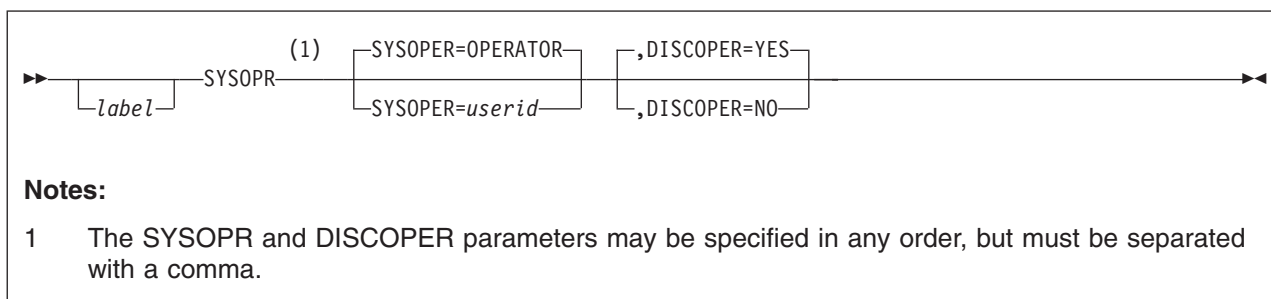 (1) SYSOPER=OPERATOR ,DISCOPER=YES
label SYSOPR
SYSOPER=userid ,DISCOPER=NO
Notes:
1 The SYSOPR and DISCOPER parameters may be specified in any order, but must be separated
with a comma.